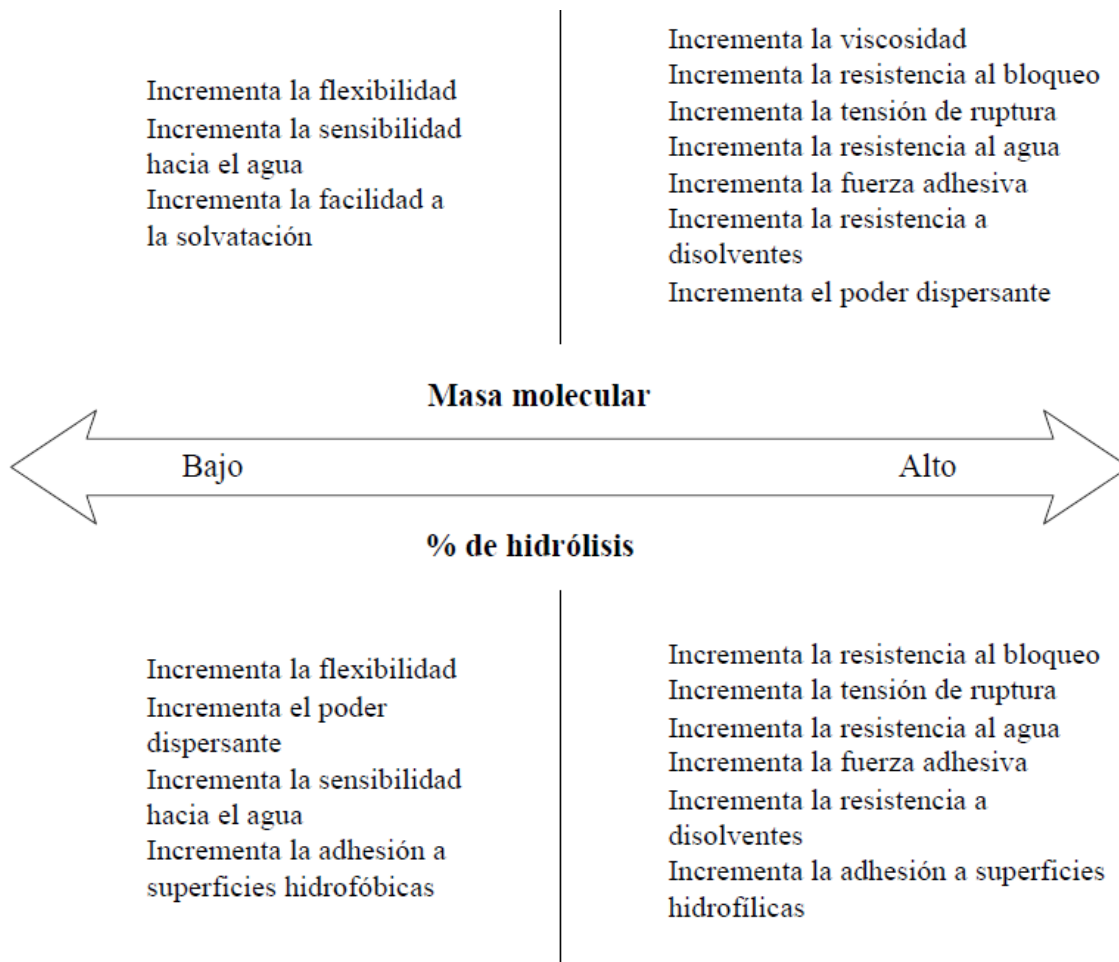 Incrementa la flexibilidad
Incrementa la sensibilidad
hacia el agua
Incrementa la facilidad a
la solvatación
Incrementa la viscosidad
Incrementa la resistencia al bloqueo
Incrementa la tensión de ruptura
Incrementa la resistencia al agua
Incrementa la fuerza adhesiva
Incrementa la resistencia a
disolventes
Incrementa el poder dispersante
Masa molecular
Bajo
Alto
% de hidrólisis
Incrementa la flexibilidad
Incrementa el poder
dispersante
Incrementa la sensibilidad
hacia el agua
Incrementa la adhesión a
superficies hidrofóbicas
Incrementa la resistencia al bloqueo
Incrementa la tensión de ruptura
Incrementa la resistencia al agua
Incrementa la fuerza adhesiva
Incrementa la resistencia a
disolventes
Incrementa la adhesión a superficies
hidrofílicas